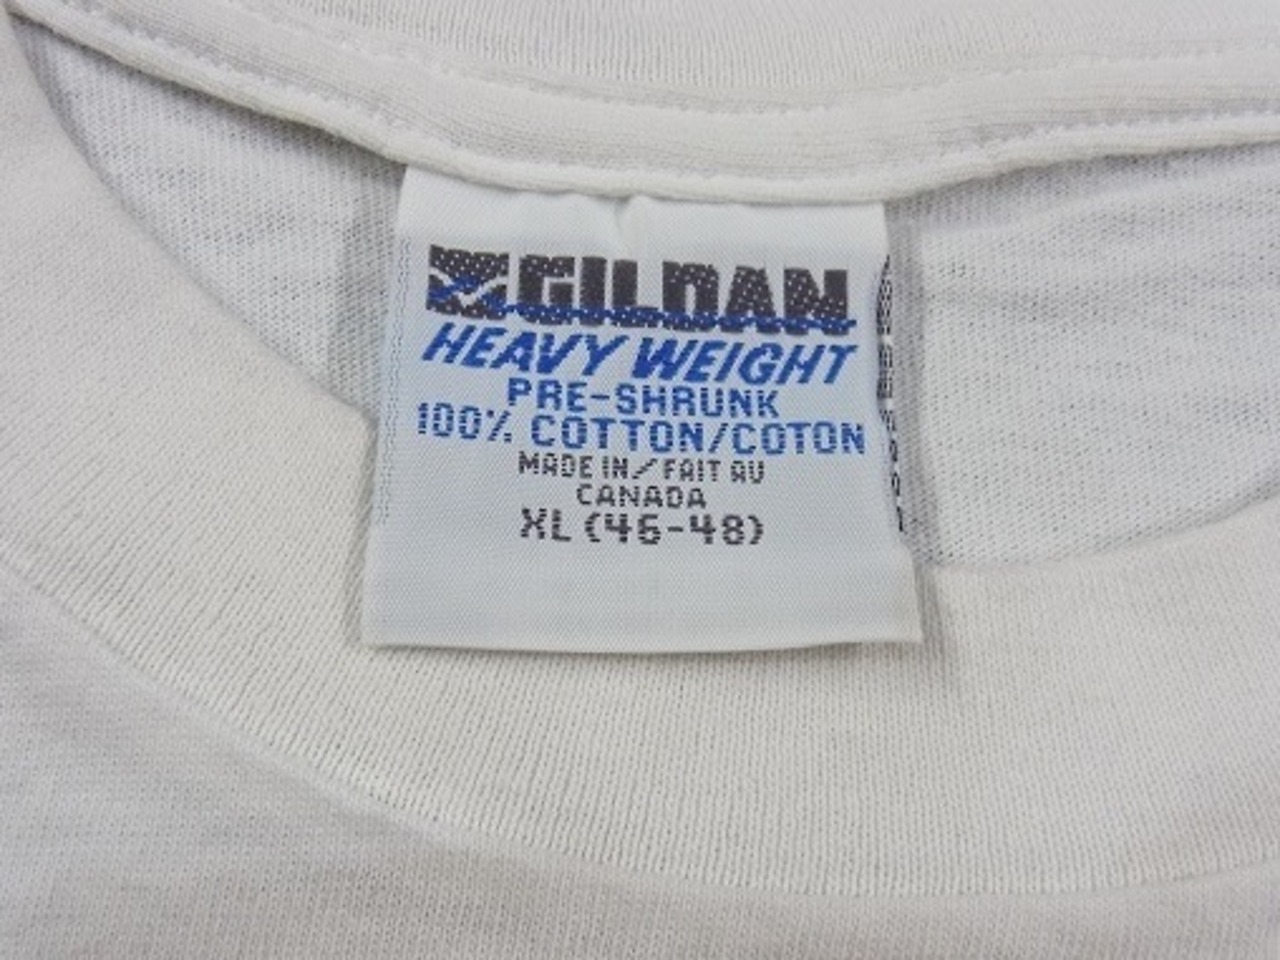 GILDAN
HEAVY WEIGHT
PRE-SHRUNK
100% COTTON/COTON
MADE IN/FAIT AU
CANADA
XL (46-48)